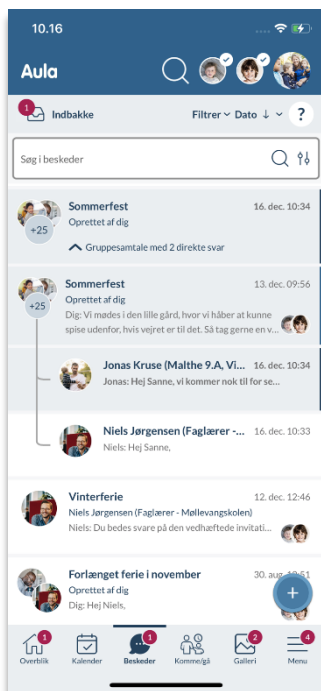 10.16
Aula
1
Indbakke
Filtrer Dato ↓
?
Søg i beskeder
Sommerfest
16. dec. 10:34
+25
Oprettet af dig
Gruppesamtale med 2 direkte svar
Sommerfest
13. dec. 09:56
+25
Oprettet af dig
Dig: Vi mødes i den lille gård, hvor vi håber at kunne
spise udenfor, hvis vejret er til det. Så tag gerne en v...
Jonas Kruse (Malthe 9.A, Vi...
16. dec. 10:34
Jonas: Hej Sanne, vi kommer nok til for se...
Niels Jørgensen (Faglærer -...
16. dec. 10:33
Niels: Hej Sanne,
Vinterferie
12. dec. 12:46
Niels Jørgensen (Faglærer - Møllevangskolen)
Niels: Du bedes svare på den vedhæftede invitati...
Forlænget ferie i november
30. aug.
Oprettet af dig
Dig: Hej Niels,
+
1
1
2
4
Overblik
Kalender
Beskeder
Komme/gå
Galleri
Menu